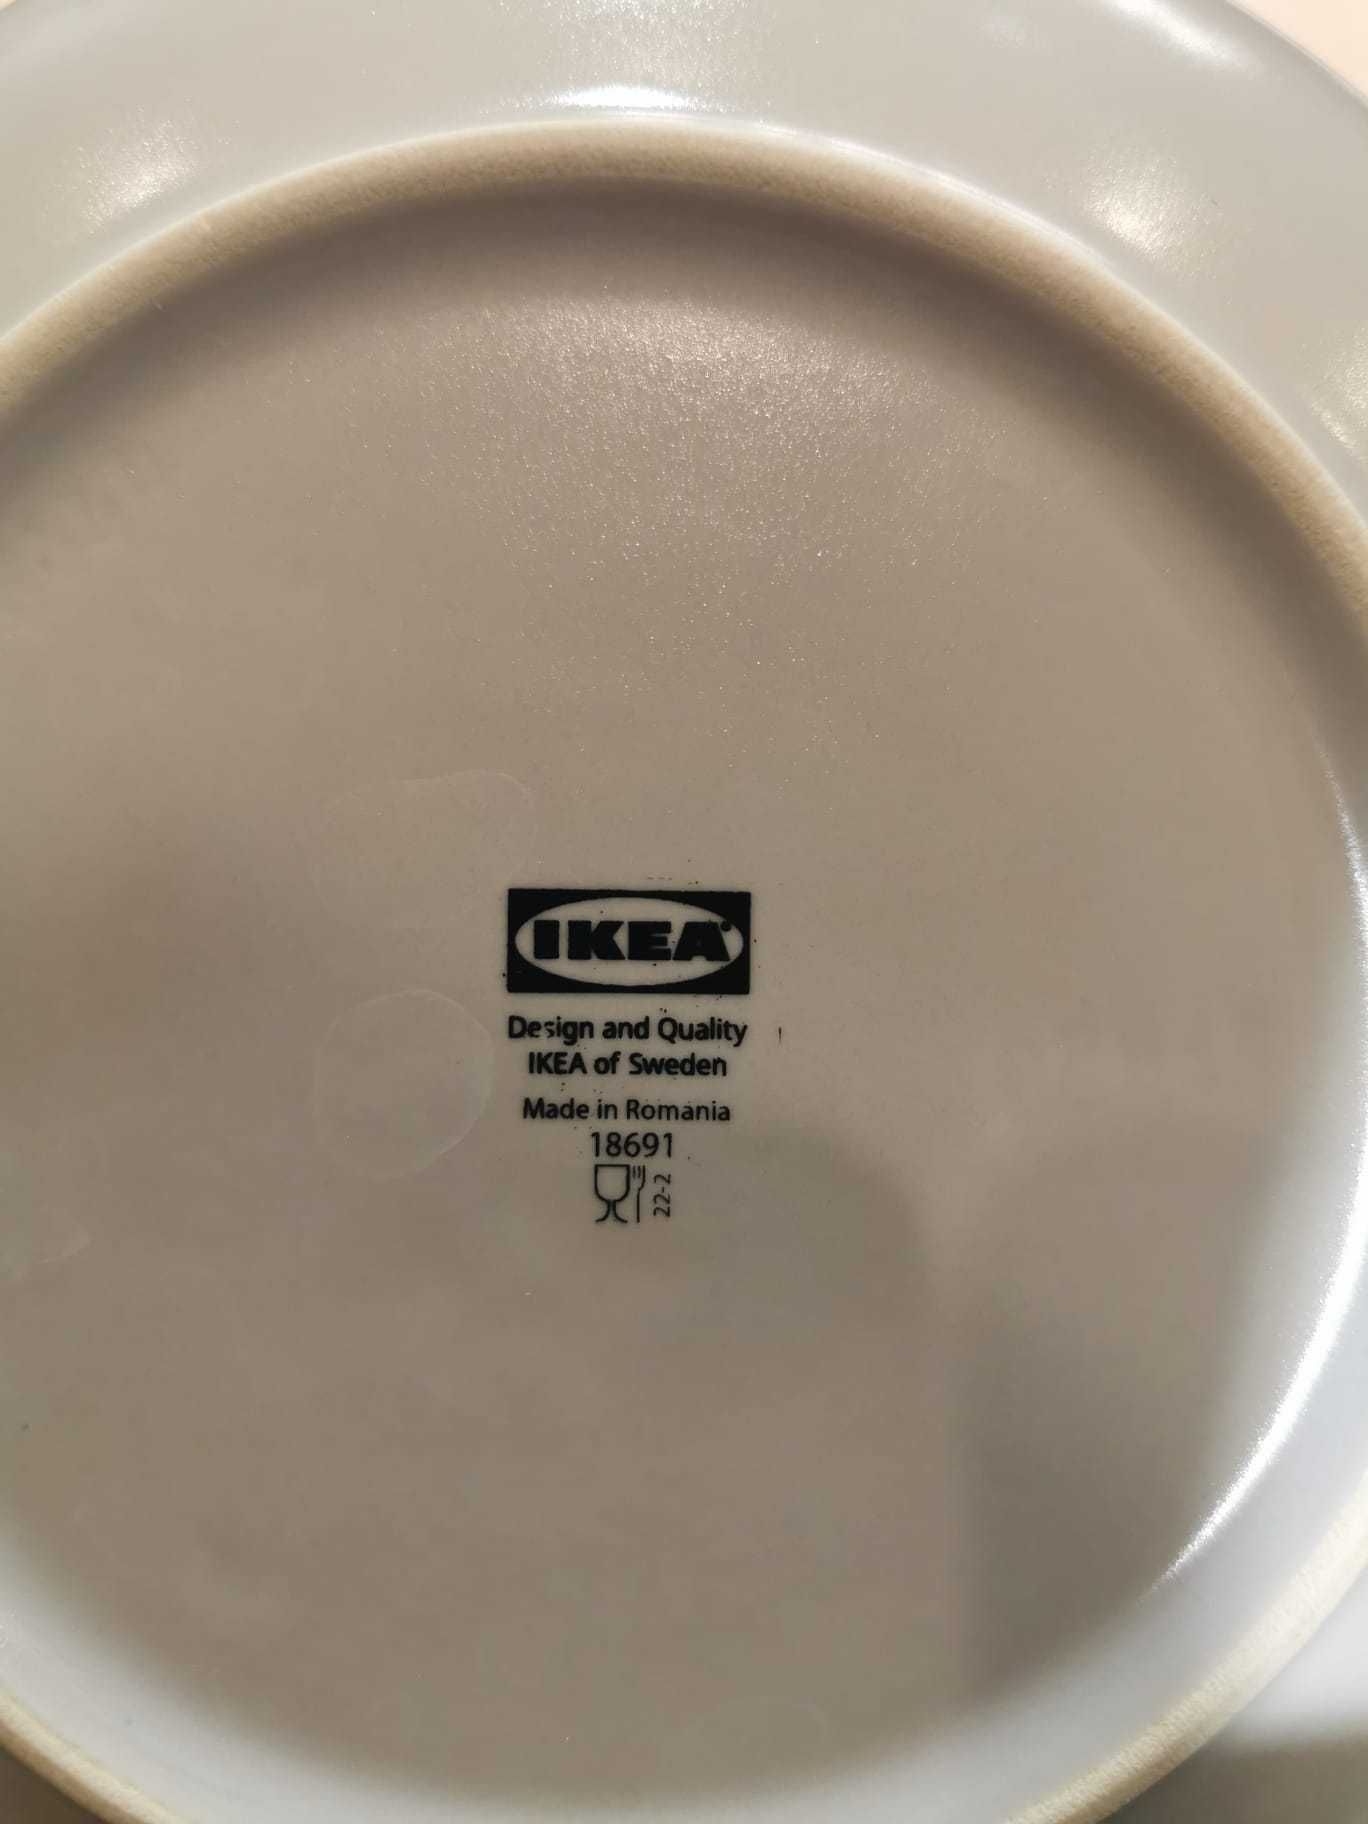 IKEA®
Design and Quality
IKEA of Sweden
Made in Romania
18691
22-2